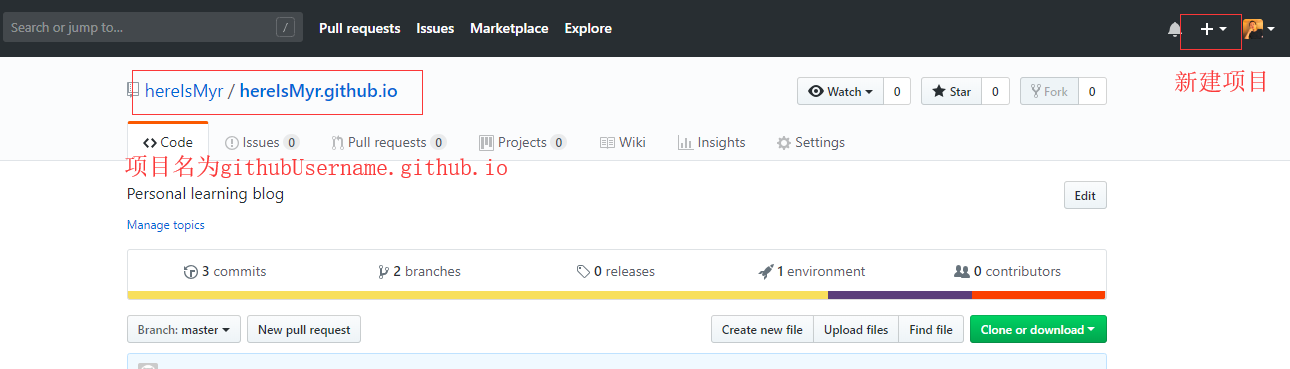 Search or jump to... / Pull requests Issues Marketplace Explore
新建项目
hereIsMyr / hereIsMyr.github.io Watch 0 Star 0 Fork 0
Code Issues 0 Pull requests 0 Projects 0 Wiki Insights Settings
项目名为githubUsername.github.io
Personal learning blog Edit
Manage topics
3 commits 2 branches 0 releases 1 environment 0 contributors
Branch: master New pull request Create new file Upload files Find file Clone or download